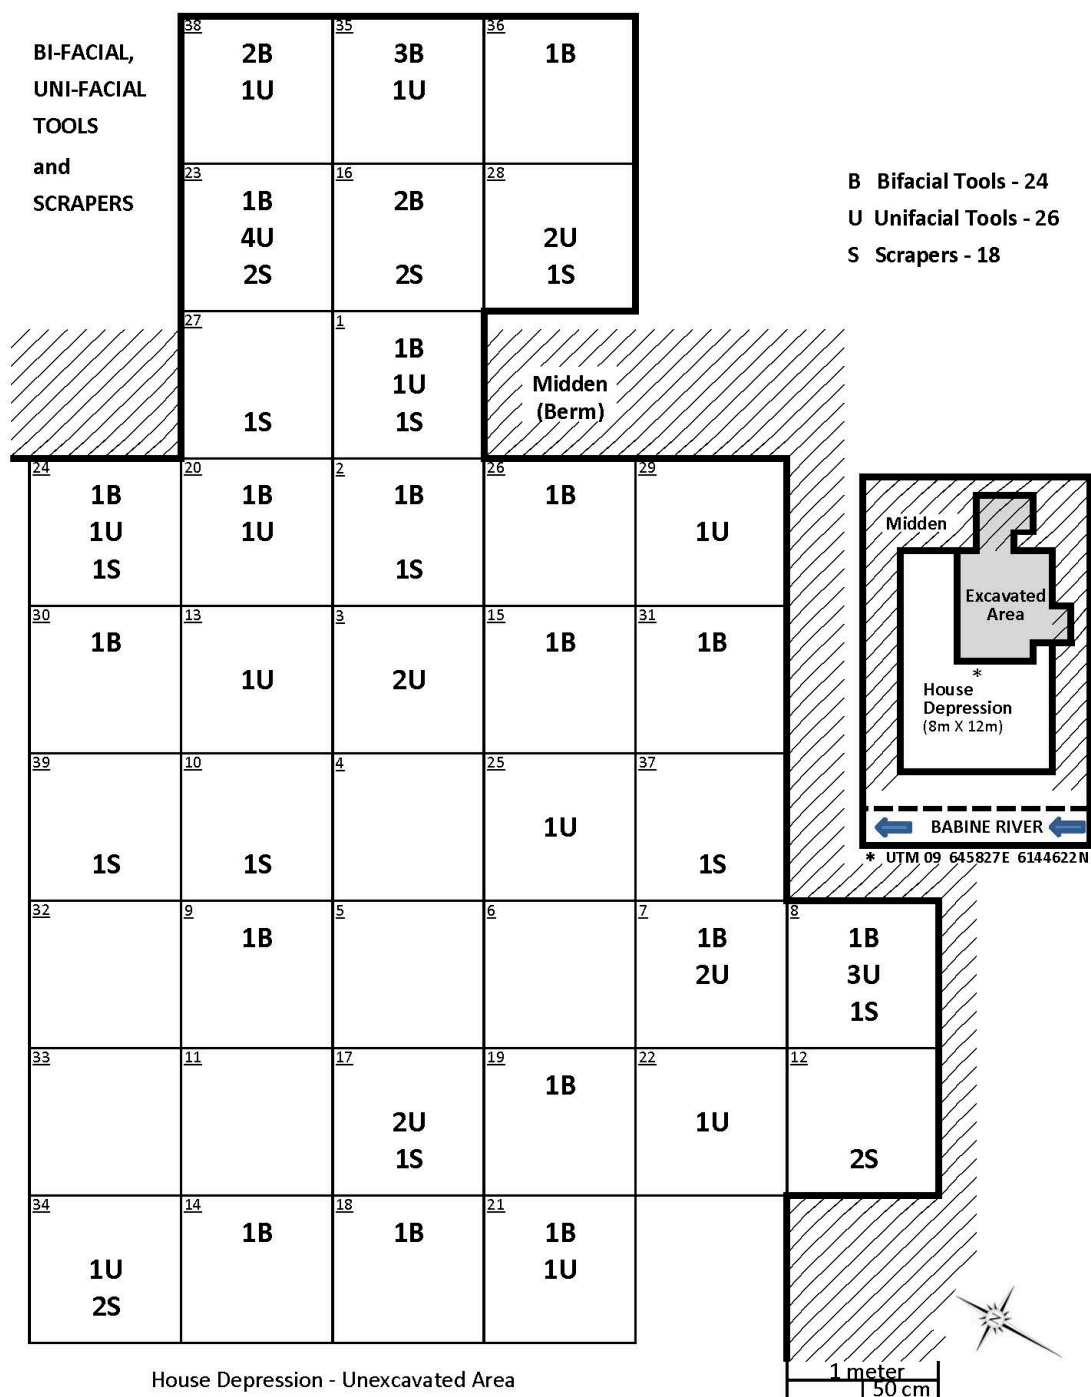 BI-FACIAL,
UNI-FACIAL
TOOLS
and
SCRAPERS
B Bifacial Tools - 24
U Unifacial Tools - 26
S Scrapers - 18
38
2B
1U
35
3B
1U
36
1B
23
1B
4U
2S
16
2B
2S
28
2U
1S
27
1S
1
1B
1U
1S
Midden
(Berm)
24
1B
1U
1S
20
1B
1U
2
1B
1S
26
1B
29
1U
30
1B
13
1U
3
2U
15
1B
31
1B
39
1S
10
1S
4
25
1U
37
1S
32
9
1B
5
6
7
1B
2U
8
1B
3U
1S
33
11
17
2U
1S
19
1B
22
1U
12
2S
34
1U
2S
14
1B
18
1B
21
1B
1U
Midden
Excavated
Area
*
House
Depression
(8m X 12m)
BABINE RIVER
* UTM 09 645827E 6144622N
N
House Depression - Unexcavated Area
1 meter
50 cm